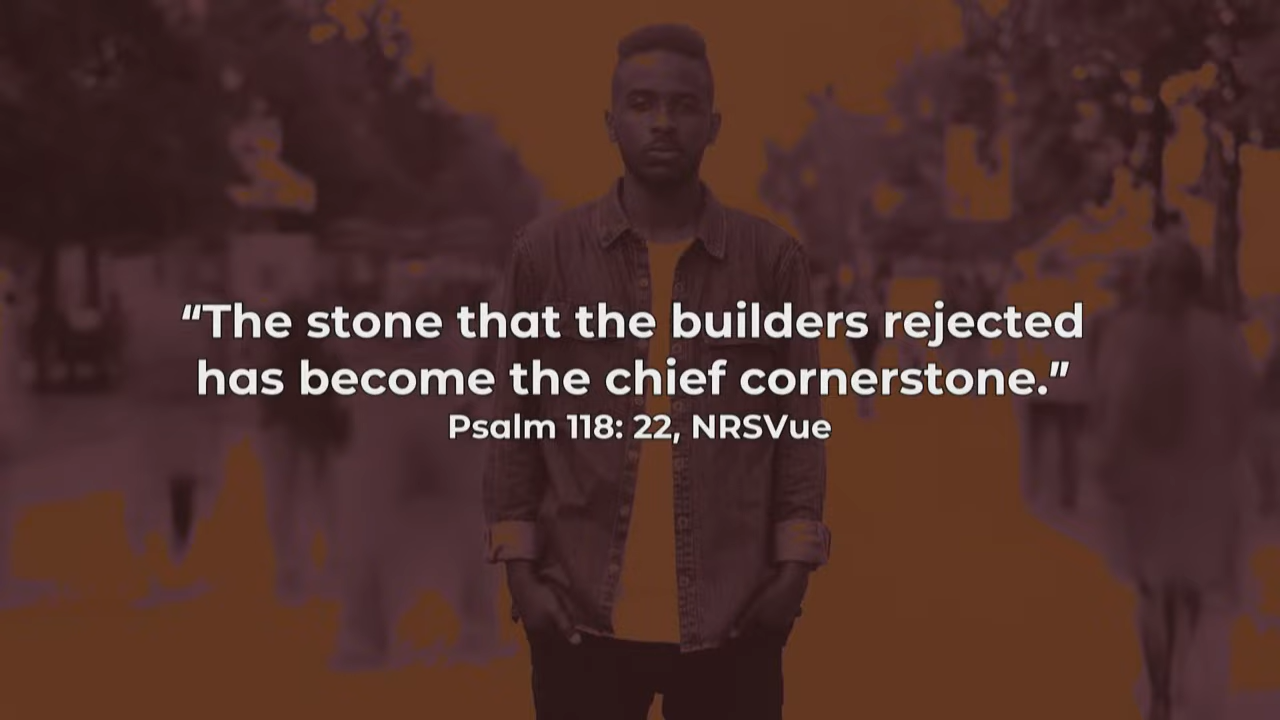 “The stone that the builders rejected
has become the chief cornerstone.”
Psalm 118: 22, NRSVue